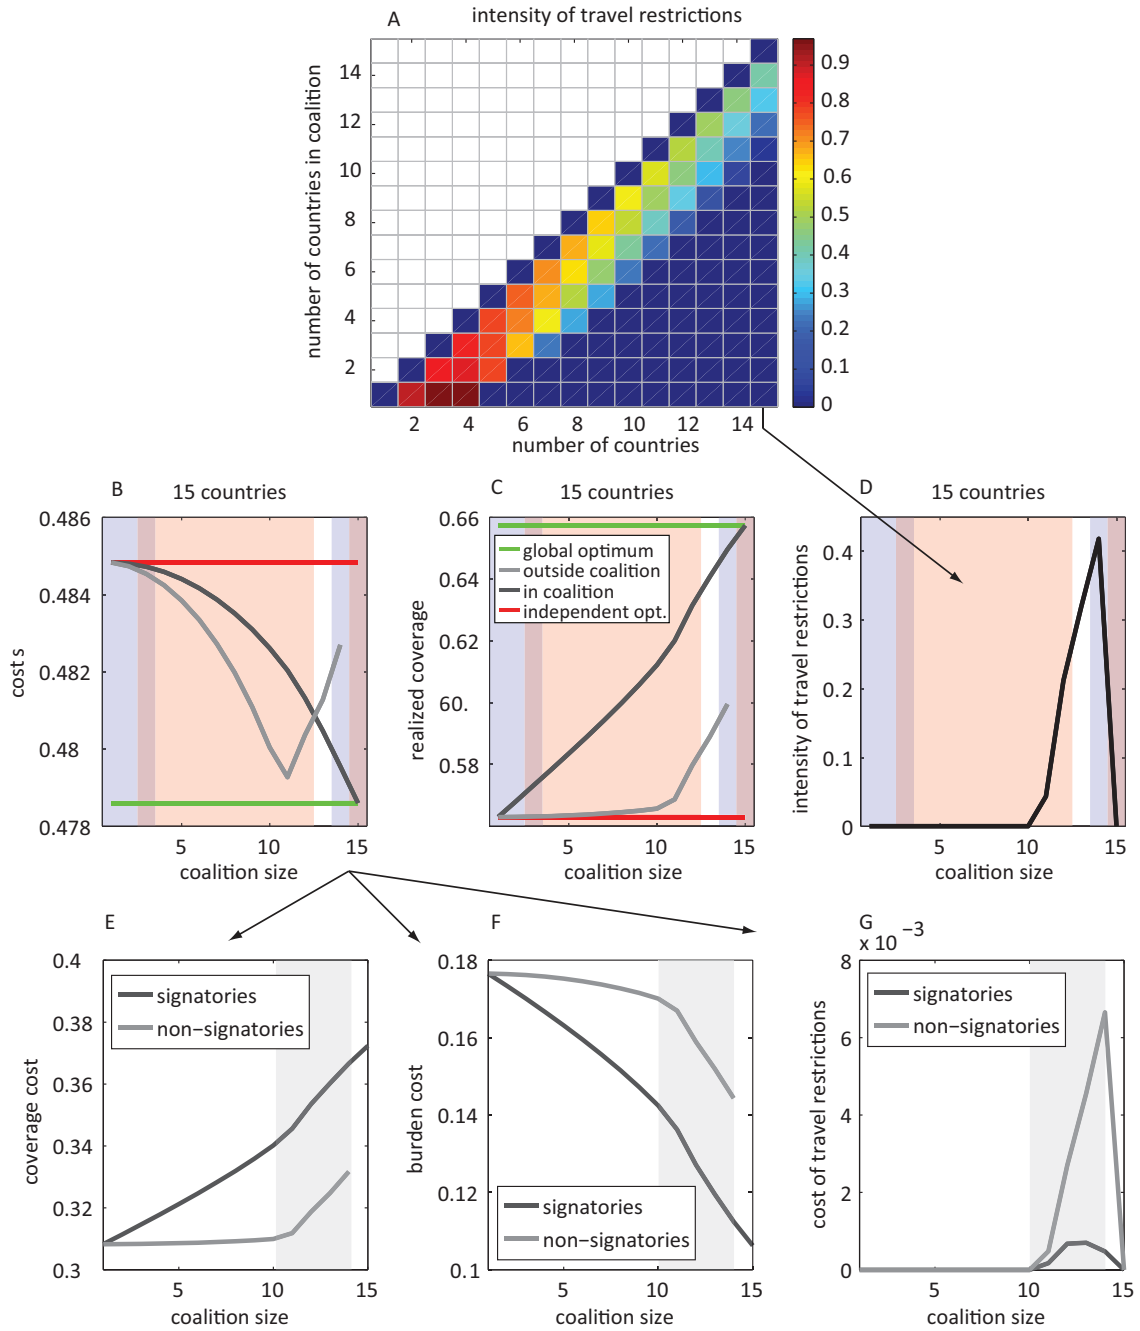 A intensity of travel restrictions
number of countries in coalition
14
12
10
8
6
4
2
2 4 6 8 10 12 14
number of countries
0.9
0.8
0.7
0.6
0.5
0.4
0.3
0.2
0.1
0
B 15 countries
0.486
0.484
0.482
0.48
0.478
cost s
5 10 15
coalition size
C 15 countries
0.66
0.64
0.62
60.
0.58
realized coverage
global optimum
outside coalition
in coalition
independent opt.
5 10 15
coalition size
D 15 countries
0.4
0.3
0.2
0.1
0
intensity of travel restrictions
5 10 15
coalition size
E
0.4
0.38
0.36
0.34
0.32
0.3
coverage cost
signatories
non-signatories
5 10 15
coalition size
F
0.18
0.16
0.14
0.12
0.1
burden cost
signatories
non-signatories
5 10 15
coalition size
G
x 10 -3
8
6
4
2
0
cost of travel restrictions
signatories
non-signatories
5 10 15
coalition size